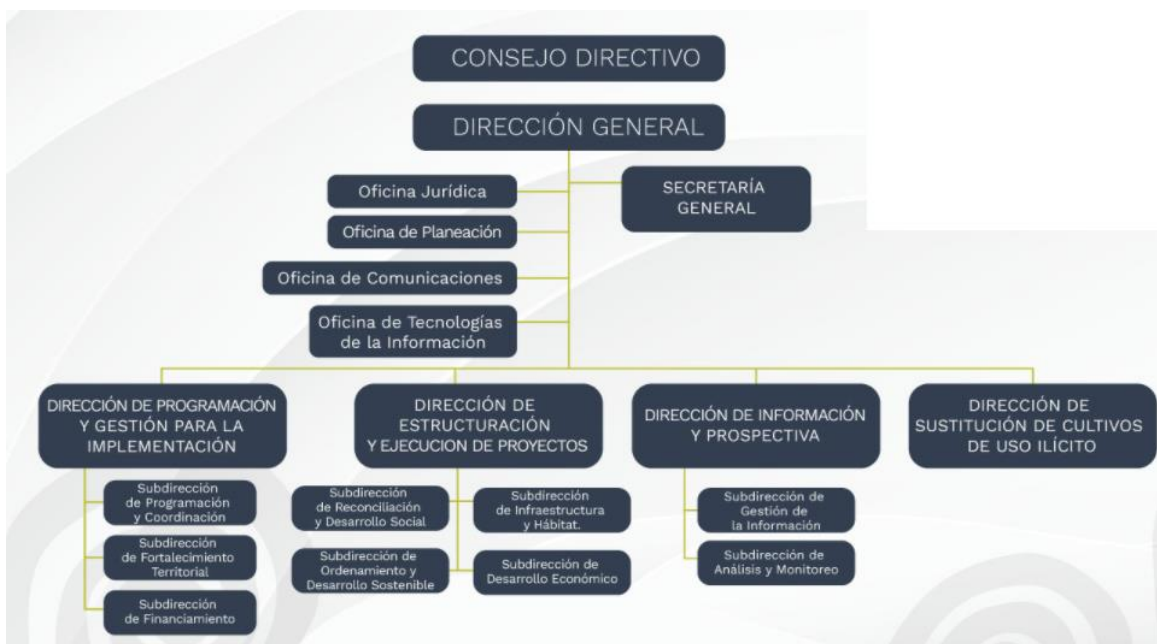 CONSEJO DIRECTIVO
DIRECCIÓN GENERAL
Oficina Jurídica
SECRETARÍA
GENERAL
Oficina de Planeación
Oficina de Comunicaciones
Oficina de Tecnologías
de la Información
DIRECCIÓN DE PROGRAMACIÓN
Y GESTIÓN PARA LA
IMPLEMENTACIÓN
Subdirección
de Programación
y Coordinación
Subdirección
de Fortalecimiento
Territorial
Subdirección
de Financiamiento
DIRECCIÓN DE
ESTRUCTURACIÓN
Y EJECUCION DE PROYECTOS
Subdirección
de Reconciliación
y Desarrollo Social
Subdirección
de Infraestructura
y Hábitat.
Subdirección de
Ordenamiento y
Desarrollo Sostenible
Subdirección de
Desarrollo Económico
DIRECCIÓN DE INFORMACIÓN
Y PROSPECTIVA
Subdirección de
Gestión de
la Información
Subdirección de
Análisis y Monitoreo
DIRECCIÓN DE
SUSTITUCIÓN DE CULTIVOS
DE USO ILÍCITO